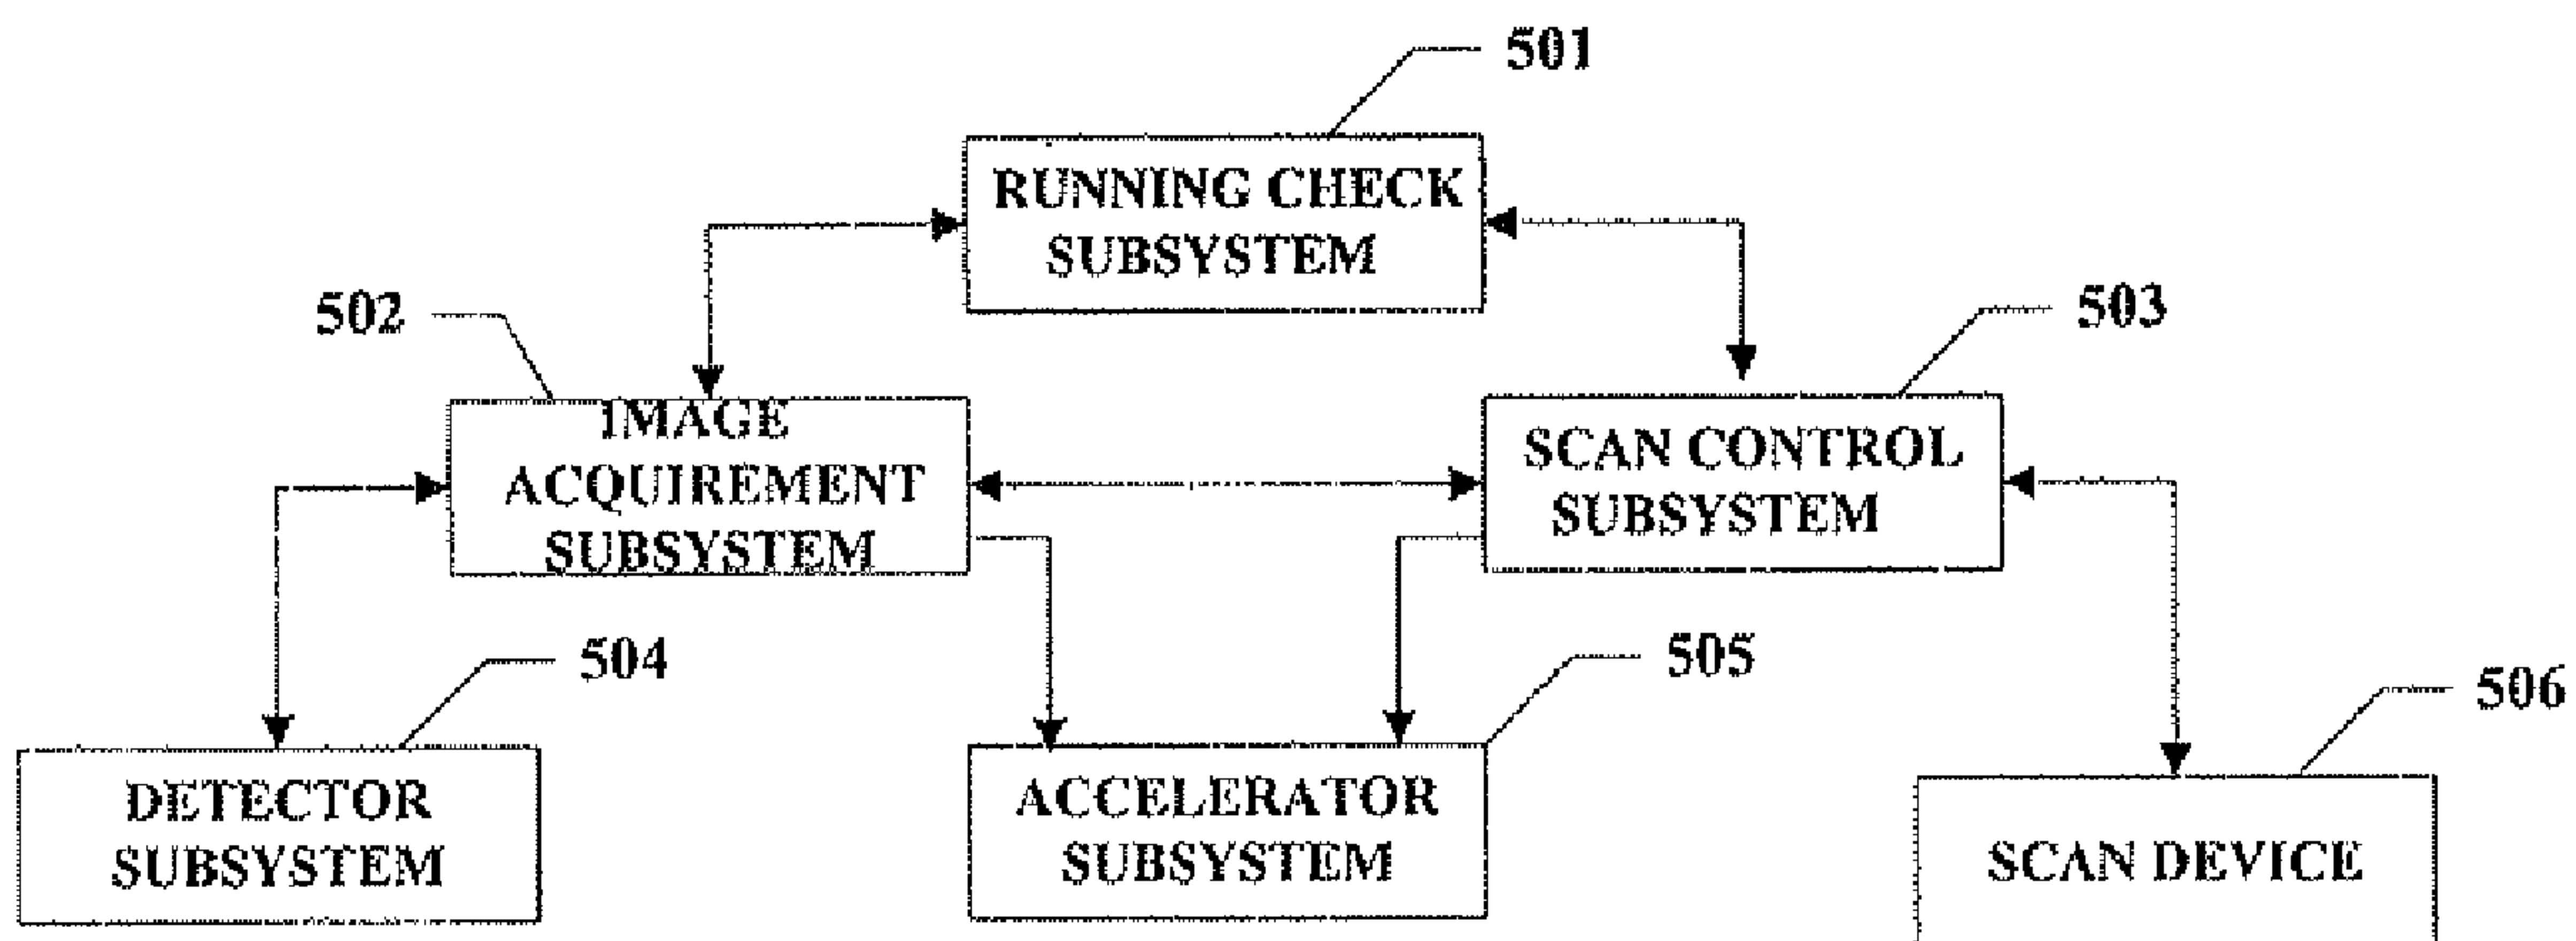 501
RUNNING CHECK
SUBSYSTEM
502
503
IMAGE
ACQUIREMENT
SUBSYSTEM
SCAN CONTROL
SUBSYSTEM
504
505
506
DETECTOR
SUBSYSTEM
ACCELERATOR
SUBSYSTEM
SCAN DEVICE